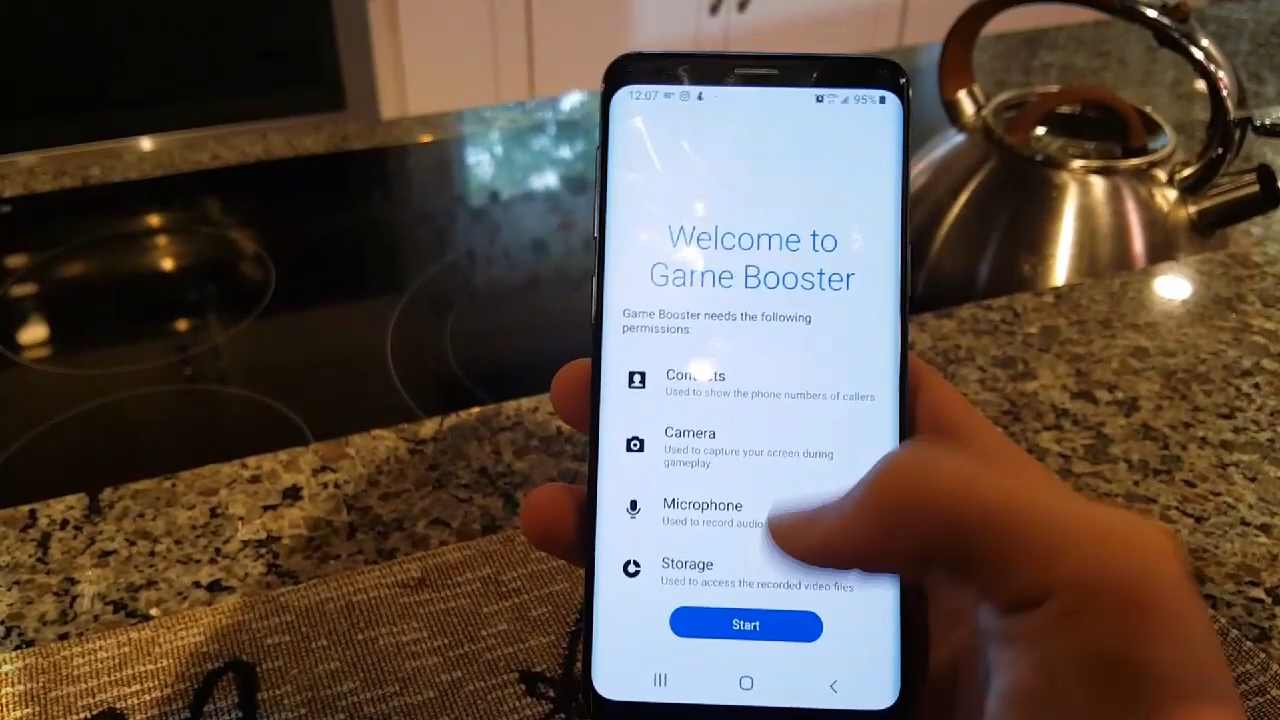 12:07 95%
Welcome to
Game Booster
Game Booster needs the following
permissions:
Contacts
Used to show the phone numbers of callers
Camera
Used to capture your screen during
gameplay
Microphone
Used to record audio
Storage
Used to access the recorded video files
Start